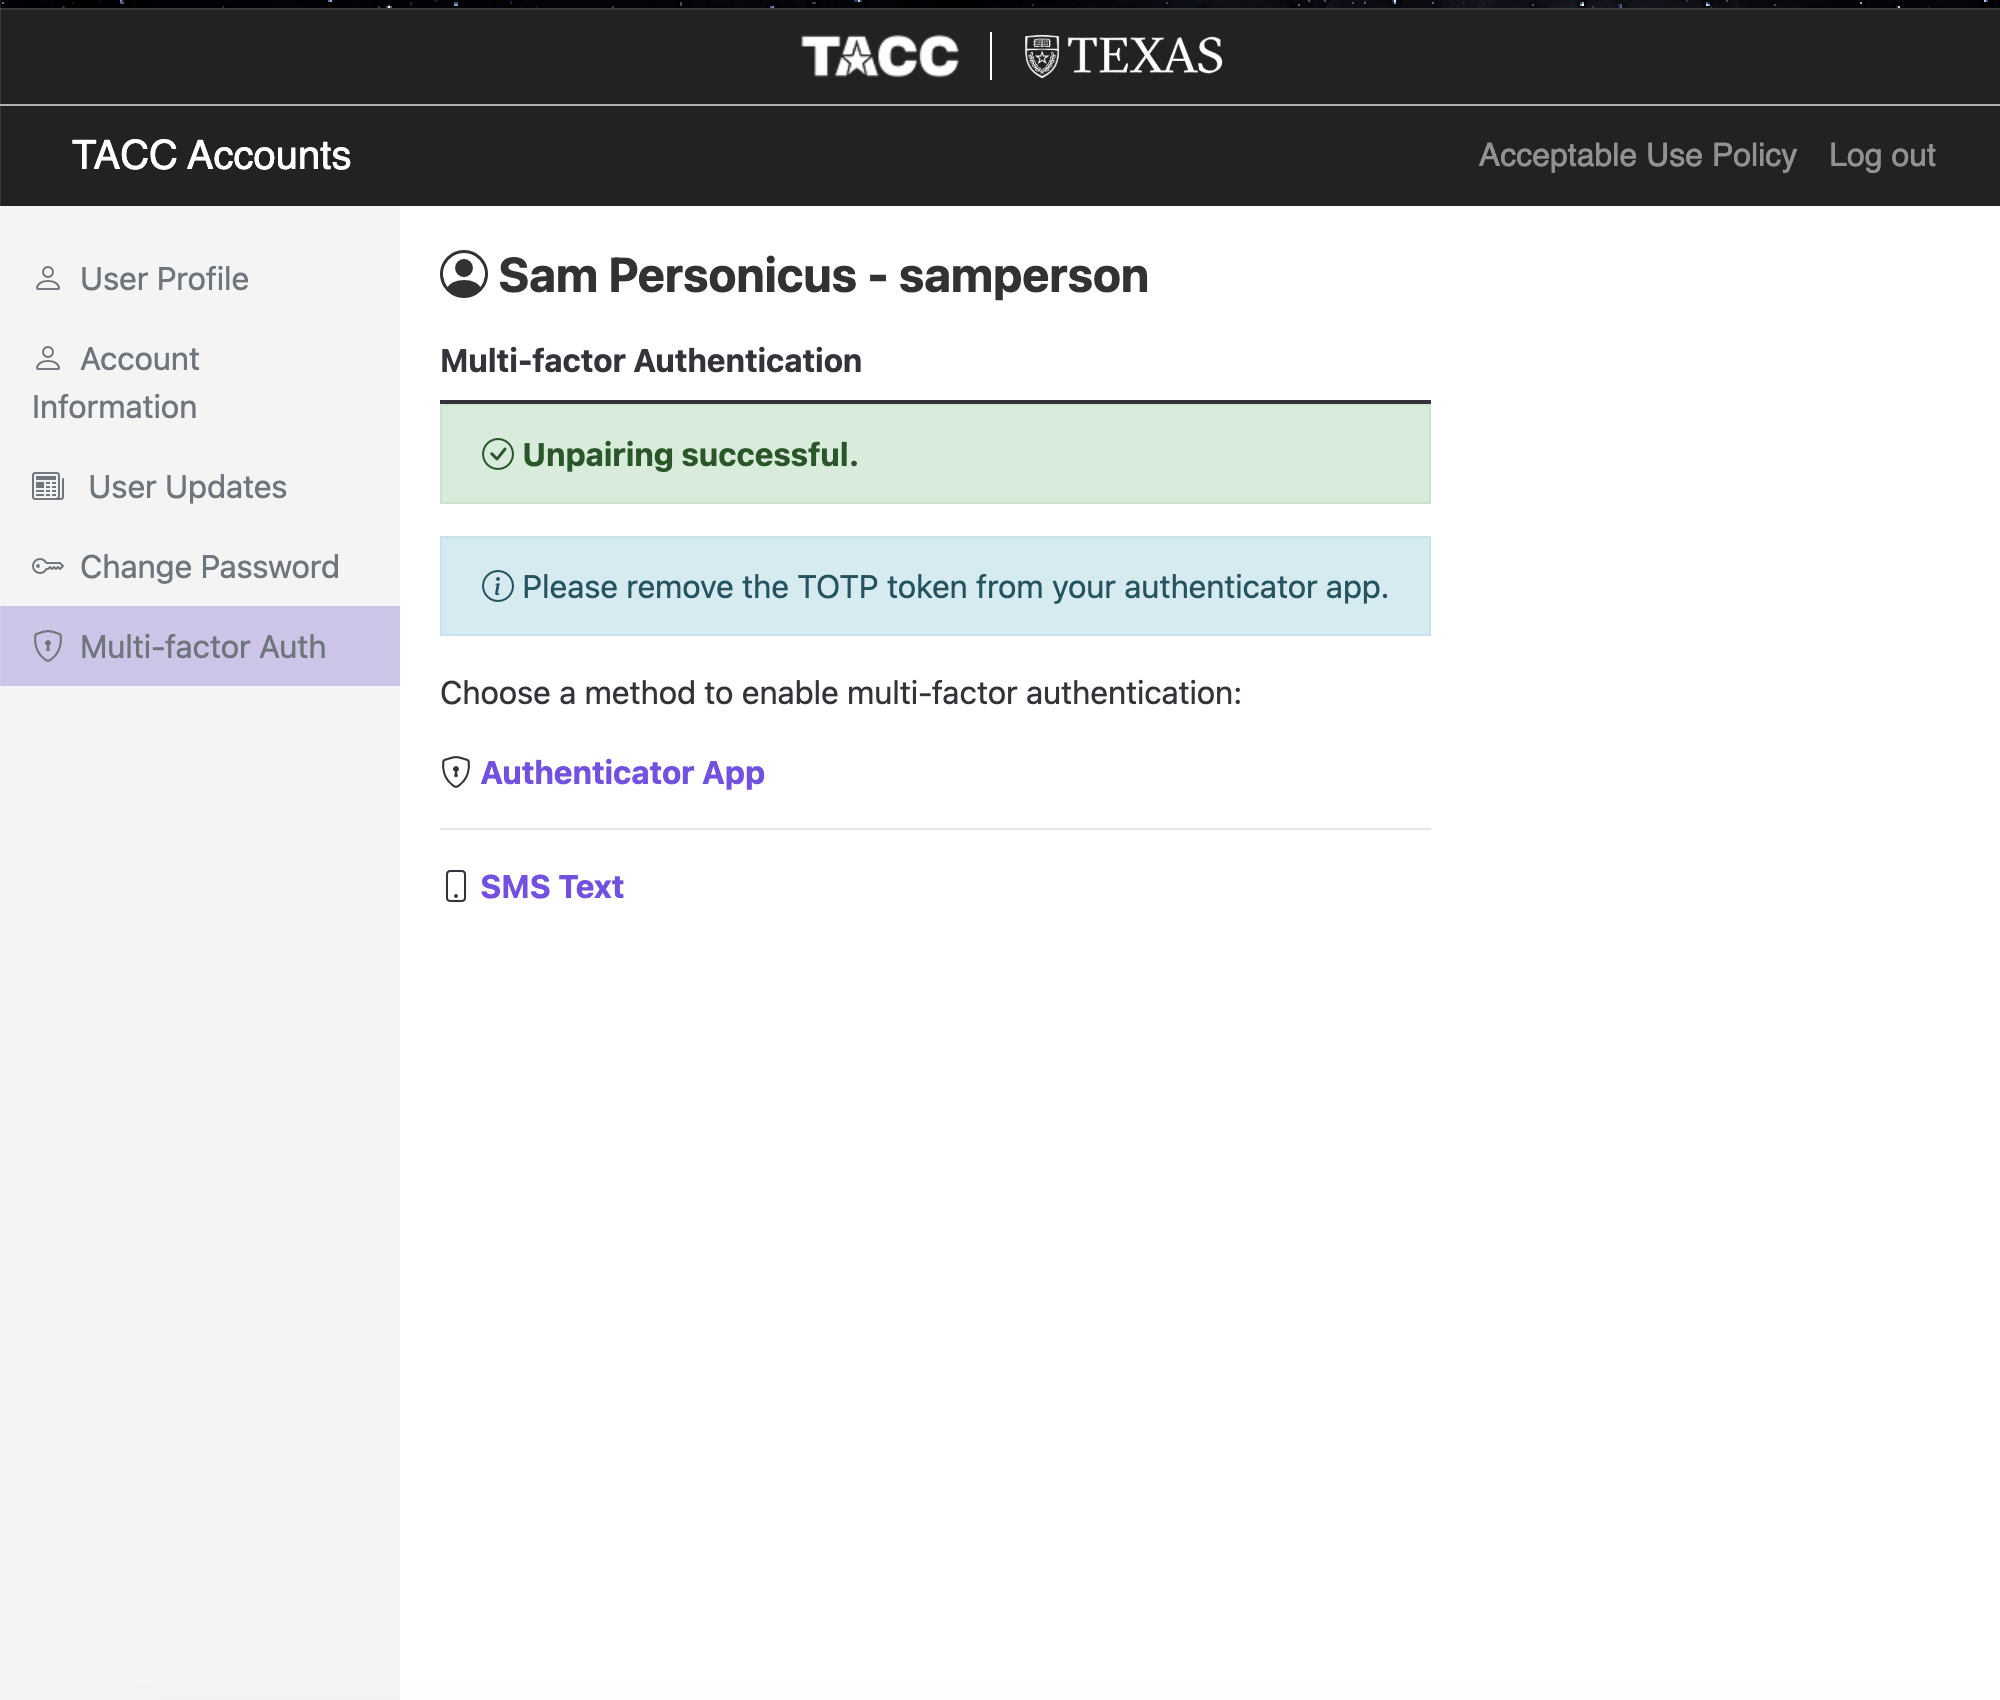 TACC
TEXAS
TACC Accounts
Acceptable Use Policy
Log out
User Profile
Account
Information
User Updates
Change Password
Multi-factor Auth
Sam Personicus - samperson
Multi-factor Authentication
Unpairing successful.
Please remove the TOTP token from your authenticator app.
Choose a method to enable multi-factor authentication:
Authenticator App
SMS Text